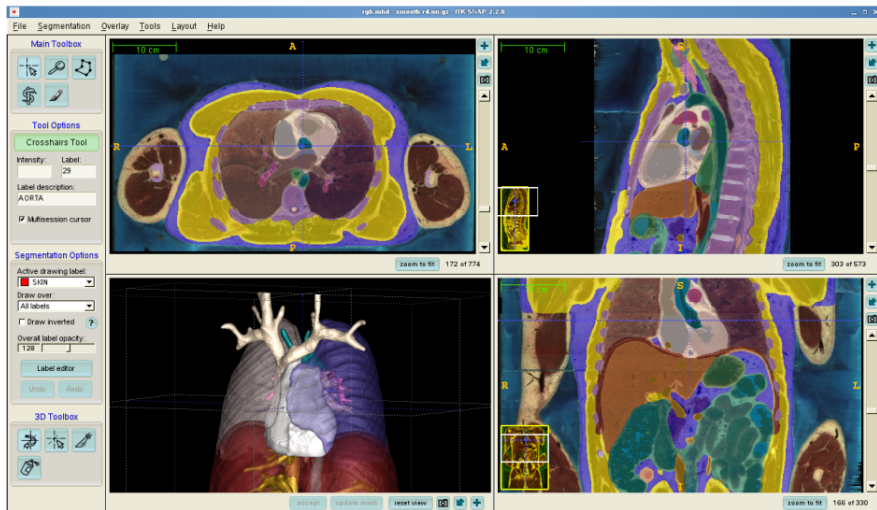 rgb.mhd - smooth r4.nii.gz - ITK-SNAP 2.2.0
File Segmentation Overlay Tools Layout Help
Main Toolbox
Tool Options
Crosshairs Tool
Intensity: Label:
29
Label description:
AORTA
Multisession cursor
Segmentation Options
Active drawing label:
SKIN
Draw over:
All labels
Draw inverted ?
Overall label opacity:
128
Label editor
Undo Redo
3D Toolbox
10 cm
A
R L
P
zoom to fit 172 of 774
10 cm
S
A P
I
zoom to fit 303 of 573
accept update mesh reset view
cm
S
R L
I
zoom to fit 166 of 330